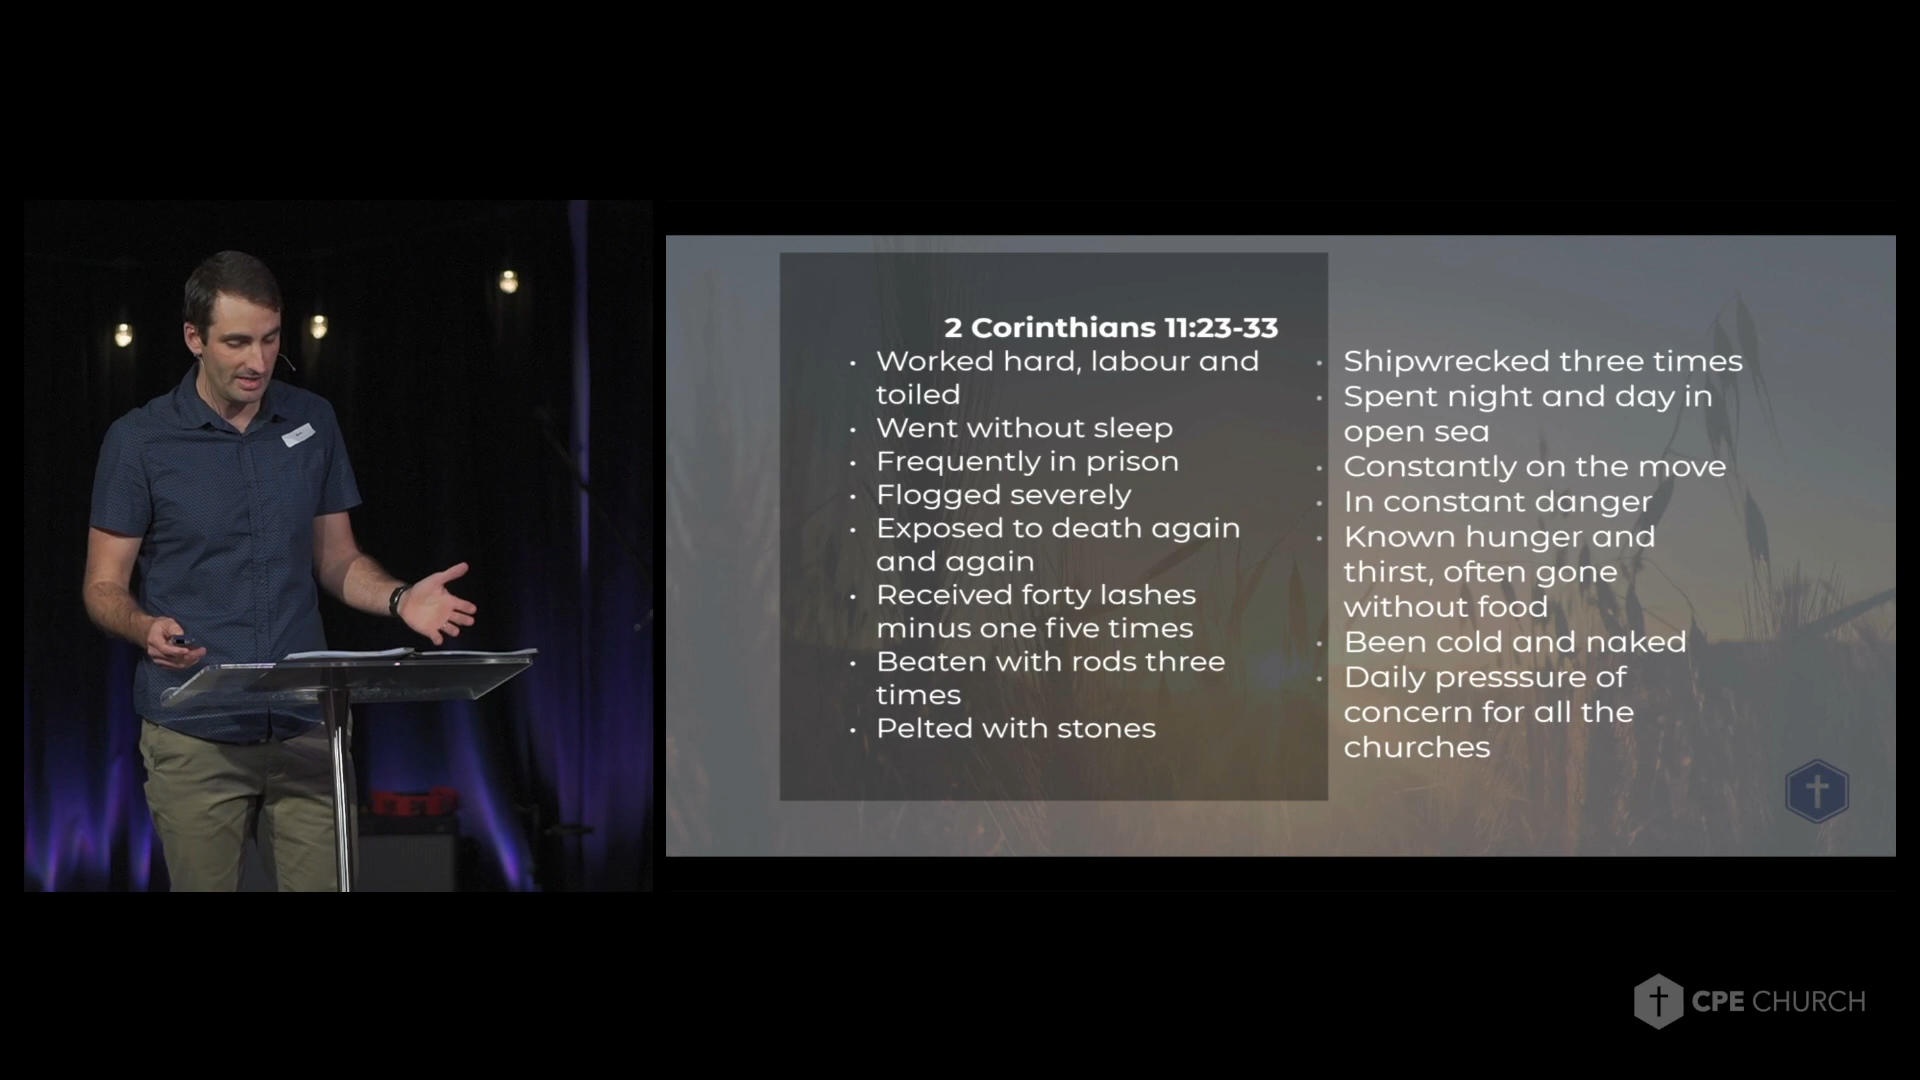 2 Corinthians 11:23-33
• Worked hard, labour and
toiled
• Went without sleep
• Frequently in prison
• Flogged severely
• Exposed to death again
and again
• Received forty lashes
minus one five times
• Beaten with rods three
times
• Pelted with stones
• Shipwrecked three times
• Spent night and day in
open sea
• Constantly on the move
• In constant danger
• Known hunger and
thirst, often gone
without food
• Been cold and naked
• Daily presssure of
concern for all the
churches
CPE CHURCH